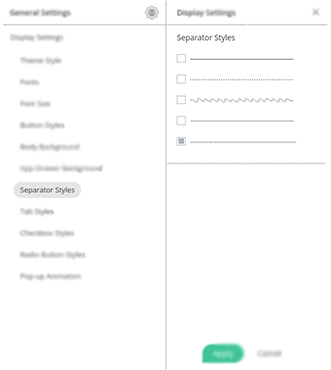 General Settings
Display Settings
Theme Style
Fonts
Font Size
Button Styles
Body Background
App Drawer Background
Separator Styles
Tab Styles
Checkbox Styles
Radio Button Styles
Pop-up Animation
Display Settings
Separator Styles
Apply
Cancel